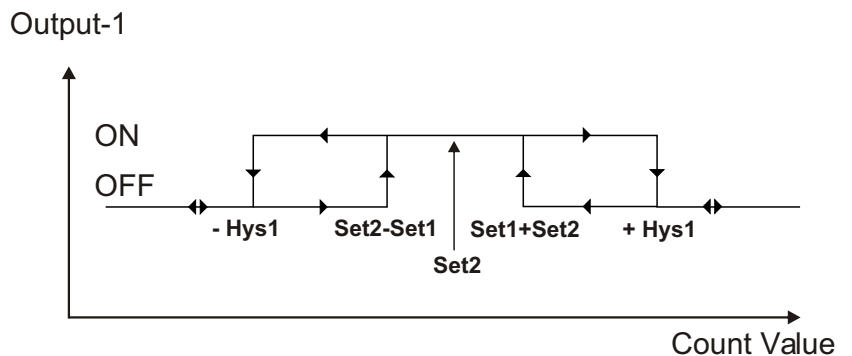 Output-1
ON
OFF
- Hys1 Set2-Set1 Set1+Set2 + Hys1
Set2
Count Value